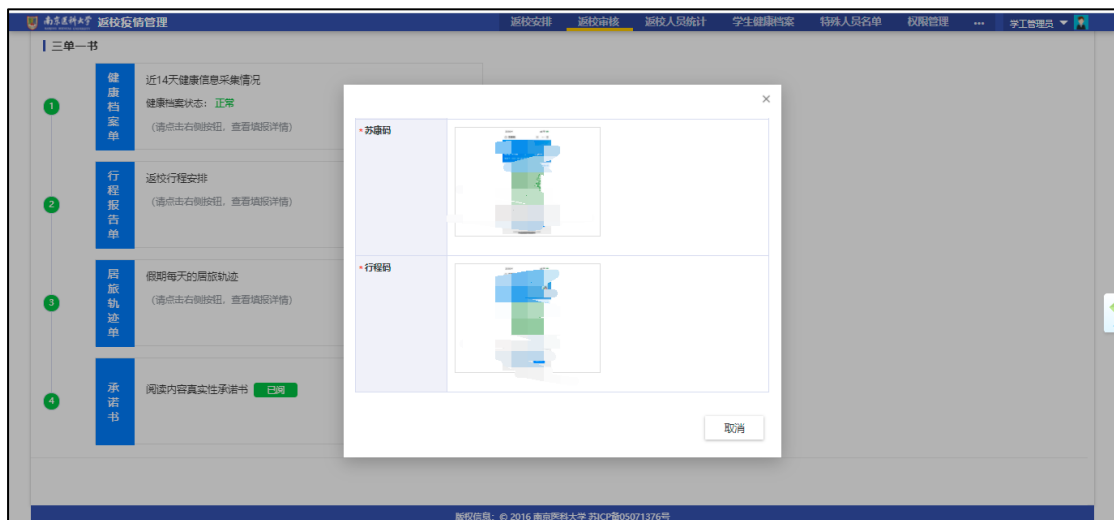 南京医科大学 返校疫情管理 返校安排 返校审核 返校人员统计 学生健康档案 特殊人员名单 权限管理 ... 学工管理员
三单一书
1
健康档案单
近14天健康信息采集情况
健康档案状态：正常
（请点击右侧按钮，查看填报详情）
2
行程报告单
返校行程安排
（请点击右侧按钮，查看填报详情）
3
居旅轨迹单
假期每天的居旅轨迹
（请点击右侧按钮，查看填报详情）
4
承诺书
阅读内容真实性承诺书 已阅
×
*苏康码
*行程码
取消
版权信息：© 2016 南京医科大学 苏ICP备05071376号